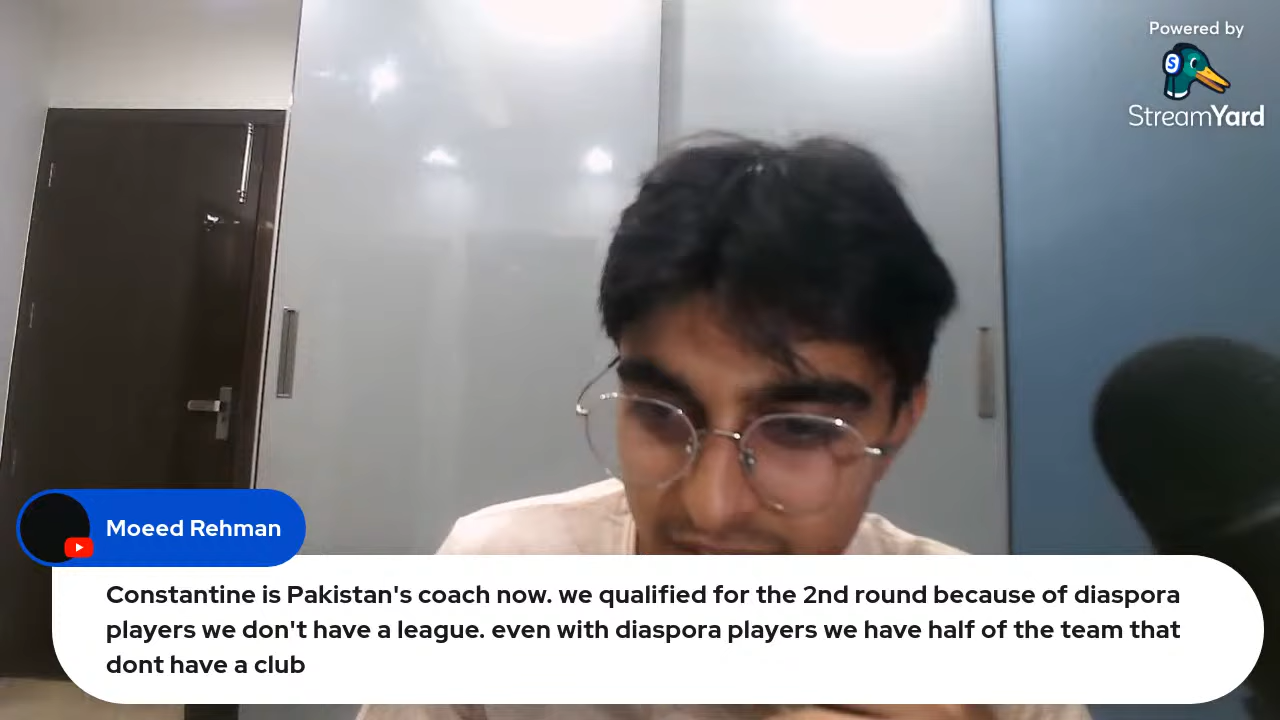 Powered by
S
StreamYard
Moeed Rehman
Constantine is Pakistan's coach now. we qualified for the 2nd round because of diaspora
players we don't have a league. even with diaspora players we have half of the team that
dont have a club